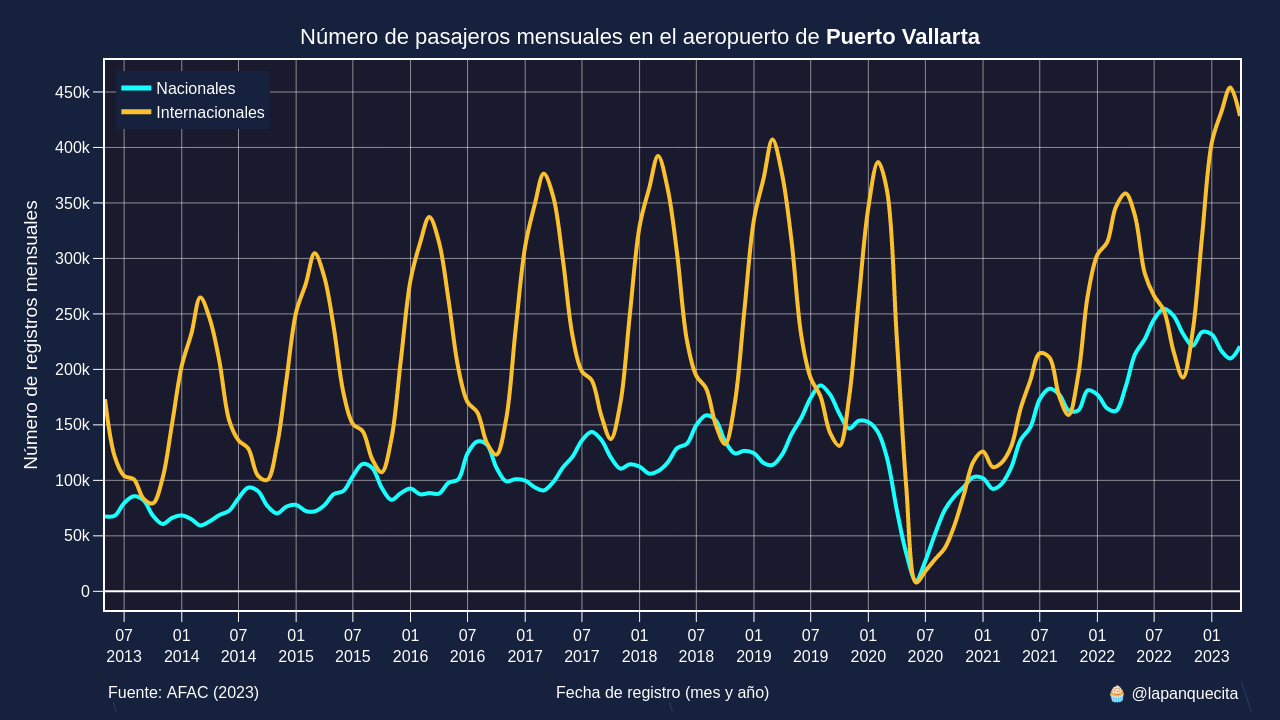 Número de pasajeros mensuales en el aeropuerto de Puerto Vallarta
Nacionales
Internacionales
Número de registros mensuales
450k
400k
350k
300k
250k
200k
150k
100k
50k
0
07 01 07 01 07 01 07 01 07 01 07 01 07 01 07 01 07 01 07 01
2013 2014 2014 2015 2015 2016 2016 2017 2017 2018 2018 2019 2019 2020 2020 2021 2021 2022 2022 2023
Fuente: AFAC (2023)
Fecha de registro (mes y año)
🧁 @lapanquecita